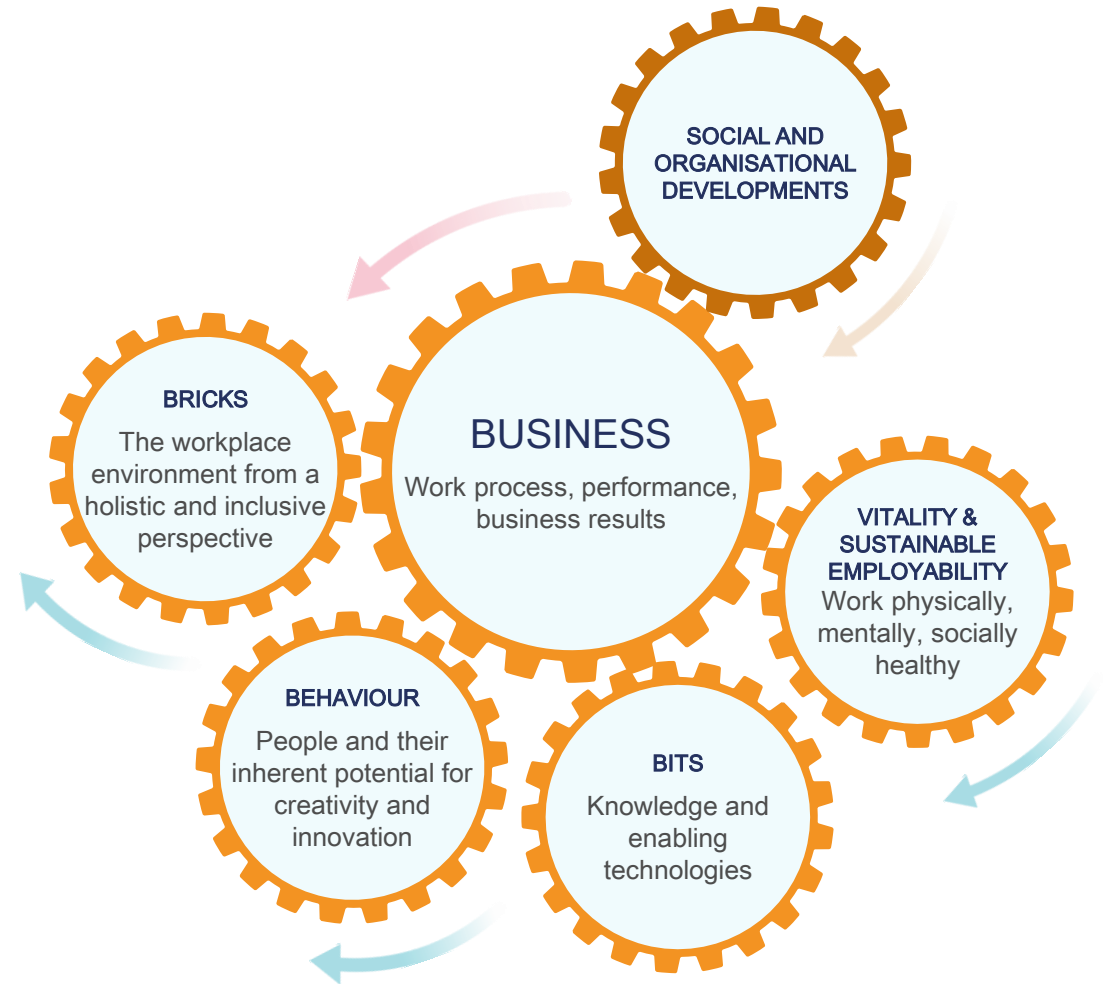 SOCIAL AND
ORGANISATIONAL
DEVELOPMENTS
BUSINESS
Work process, performance,
business results
BRICKS
The workplace
environment from a
holistic and inclusive
perspective
VITALITY &
SUSTAINABLE
EMPLOYABILITY
Work physically,
mentally, socially
healthy
BEHAVIOUR
People and their
inherent potential for
creativity and
innovation
BITS
Knowledge and
enabling
technologies